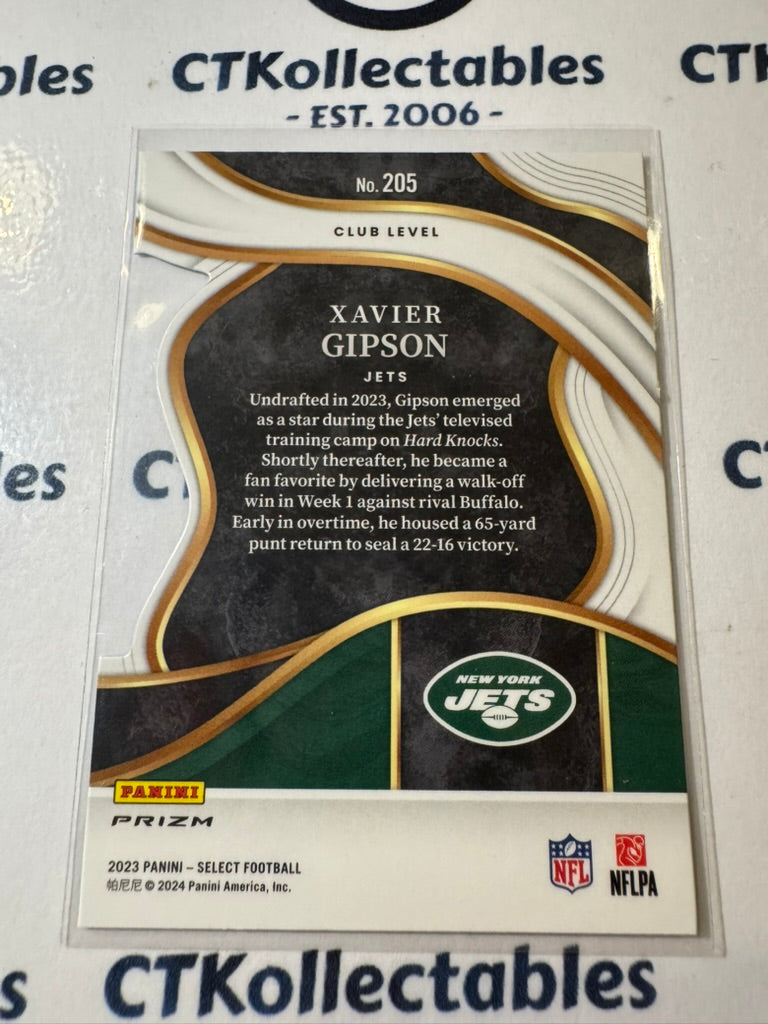 bles CTKollectables CTK
- EST. 2006 -
No. 205
CLUB LEVEL
XAVIER
GIPSON
JETS
Undrafted in 2023, Gipson emerged
as a star during the Jets' televised
training camp on Hard Knocks.
Shortly thereafter, he became a
fan favorite by delivering a walk-off
win in Week 1 against rival Buffalo.
Early in overtime, he housed a 65-yard
punt return to seal a 22-16 victory.
es C C
NEW YORK
JETS
PANINI
PRIZM
2023 PANINI – SELECT FOOTBALL
帕尼尼 © 2024 Panini America, Inc.
NFL
NFLPA
s CTKollectables